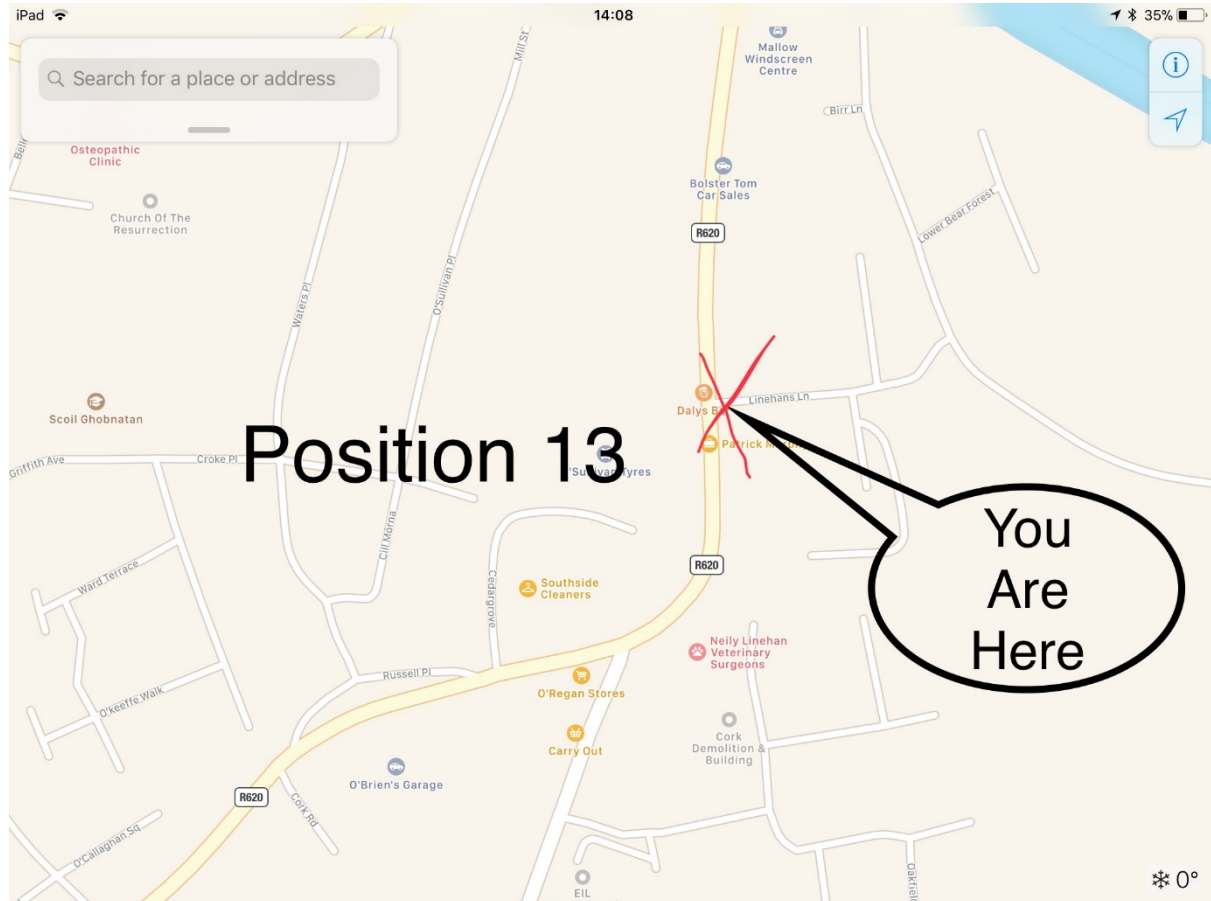 iPad
14:08
35%
Search for a place or address
Mill St
Mallow
Windscreen
Centre
Birr Ln
Osteopathic
Clinic
Bolster Tom
Car Sales
Church Of The
Resurrection
Lower Bear Forest
R620
O'Sullivan Pl
Waters Pl
Dalys
Linehans Ln
Scoil Ghobnatan
Position 13
Patrick
Griffith Ave
Croke Pl
Tyres
You
Are
Here
Cill Morna
R620
Ward Terrace
Cedargrove
Southside
Cleaners
Neily Linehan
Veterinary
Surgeons
Russell Pl
O'Regan Stores
O'keeffe Walk
Cork
Demolition &
Building
Carry Out
O'Brien's Garage
R620
Cork Rd
O'Callaghan Sq
EIL
0°